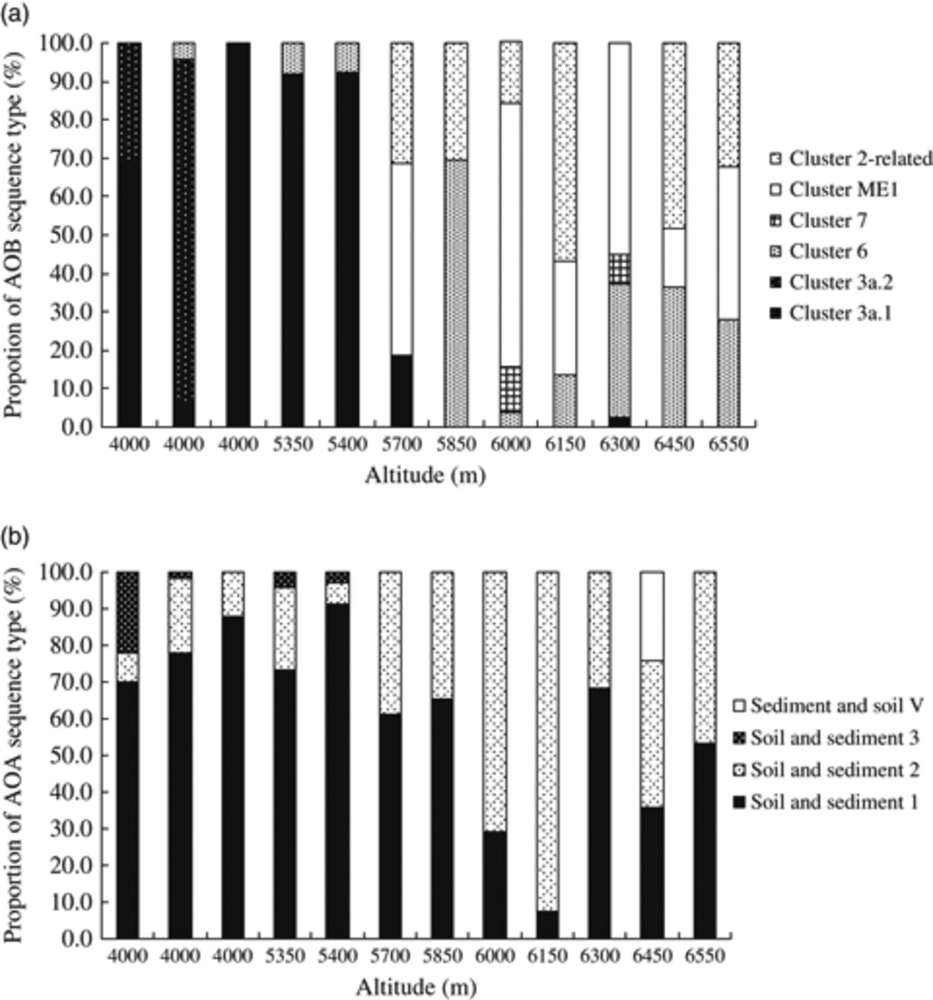 (a)
Propotion of AOB sequence type (%)
100.0
90.0
80.0
70.0
60.0
50.0
40.0
30.0
20.0
10.0
0.0
4000 4000 4000 5350 5400 5700 5850 6000 6150 6300 6450 6550
Altitude (m)
Cluster 2-related
Cluster ME1
Cluster 7
Cluster 6
Cluster 3a.2
Cluster 3a.1
(b)
Proportion of AOA sequence type (%)
100.0
90.0
80.0
70.0
60.0
50.0
40.0
30.0
20.0
10.0
0.0
4000 4000 4000 5350 5400 5700 5850 6000 6150 6300 6450 6550
Altitude (m)
Sediment and soil V
Soil and sediment 3
Soil and sediment 2
Soil and sediment 1